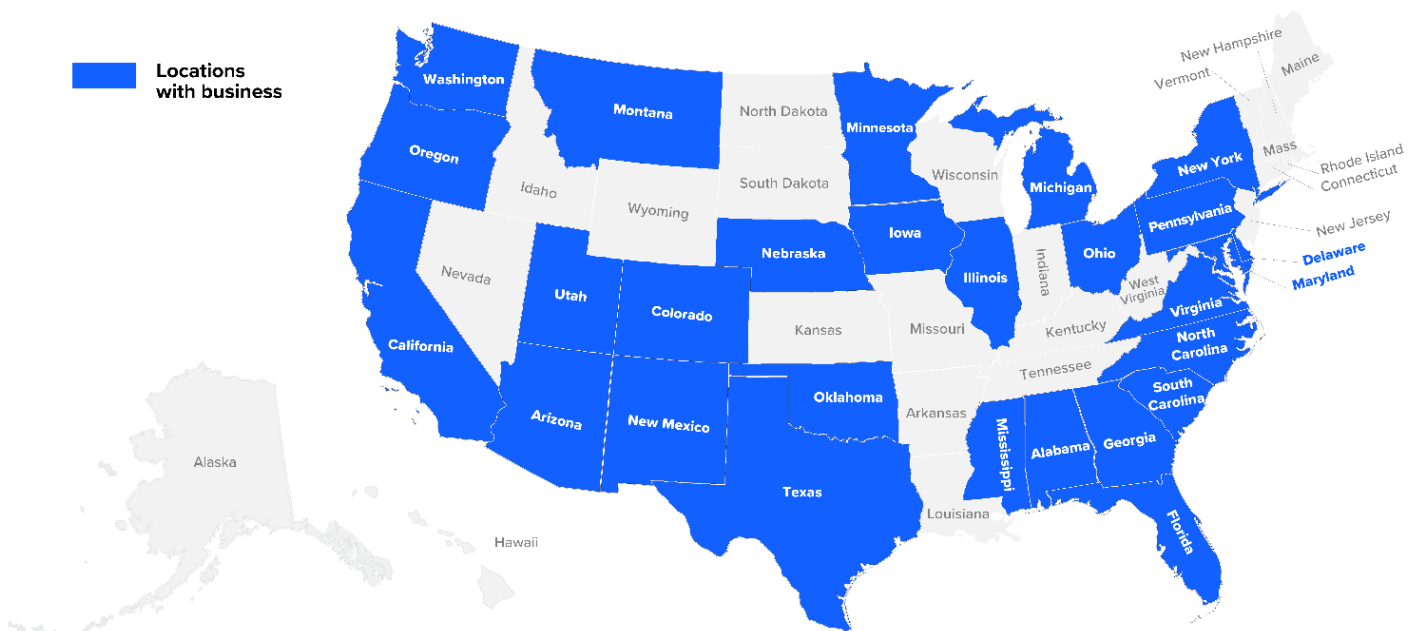 Locations
with business
Washington
Oregon
California
Montana
Idaho
Wyoming
Nevada
Utah
Colorado
Arizona
New Mexico
North Dakota
South Dakota
Nebraska
Kansas
Oklahoma
Texas
Minnesota
Iowa
Missouri
Arkansas
Louisiana
Wisconsin
Illinois
Michigan
Indiana
Ohio
Kentucky
Tennessee
Mississippi
Alabama
Georgia
Florida
South
Carolina
North
Carolina
Virginia
West
Virginia
Pennsylvania
New York
New Hampshire
Vermont
Maine
Mass
Rhode Island
Connecticut
New Jersey
Delaware
Maryland
Alaska
Hawaii